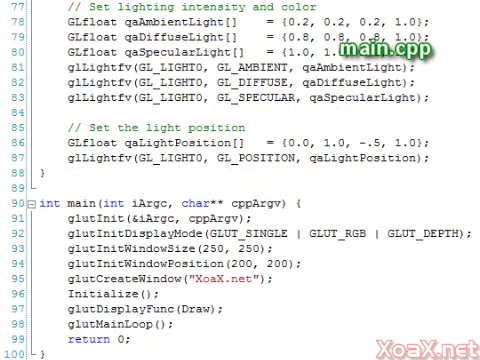 77 // Set lighting intensity and color
78 GLfloat qaAmbientLight[] = {0.2, 0.2, 0.2, 1.0};
79 GLfloat qaDiffuseLight[] = {0.8, 0.8, 0.8, 1.0};
80 GLfloat qaSpecularLight[] = {1.0, 1.
main.cpp
81 glLightfv(GL_LIGHT0, GL_AMBIENT, qaAmbientLight);
82 glLightfv(GL_LIGHT0, GL_DIFFUSE, qaDiffuseLight);
83 glLightfv(GL_LIGHT0, GL_SPECULAR, qaSpecularLight);
84
85 // Set the light position
86 GLfloat qaLightPosition[] = {0.0, 1.0, -.5, 1.0};
87 glLightfv(GL_LIGHT0, GL_POSITION, qaLightPosition);
88 }
89
90 int main(int iArgc, char** cppArgv) {
91 glutInit(&iArgc, cppArgv);
92 glutInitDisplayMode(GLUT_SINGLE | GLUT_RGB | GLUT_DEPTH);
93 glutInitWindowSize(250, 250);
94 glutInitWindowPosition(200, 200);
95 glutCreateWindow("XoaX.net");
96 Initialize();
97 glutDisplayFunc(Draw);
98 glutMainLoop();
99 return 0;
100 }
XoaX.net